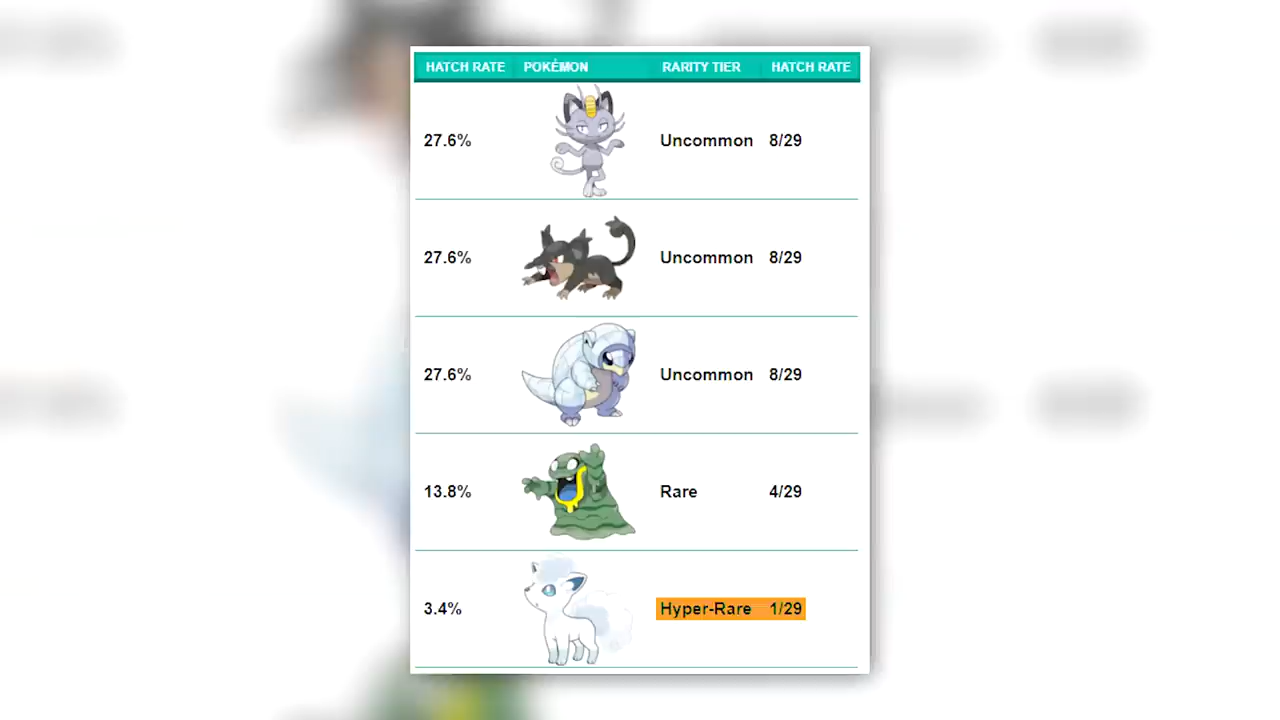 HATCH RATE POKÉMON RARITY TIER HATCH RATE
27.6% Uncommon 8/29
27.6% Uncommon 8/29
27.6% Uncommon 8/29
13.8% Rare 4/29
3.4% Hyper-Rare 1/29